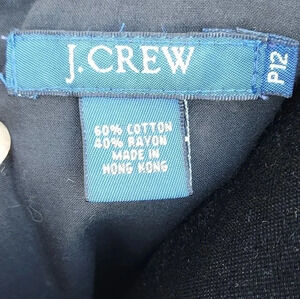 J.CREW
P12
60% COTTON
40% RAYON
MADE IN
HONG KONG